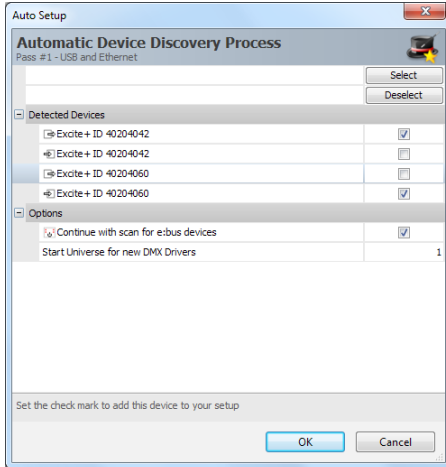 Auto Setup
Automatic Device Discovery Process
Pass #1 - USB and Ethernet
Select
Deselect
Detected Devices
Excite+ ID 40204042
Excite+ ID 40204042
Excite+ ID 40204060
Excite+ ID 40204060
Options
Continue with scan for e:bus devices
Start Universe for new DMX Drivers 1
Set the check mark to add this device to your setup
OK Cancel